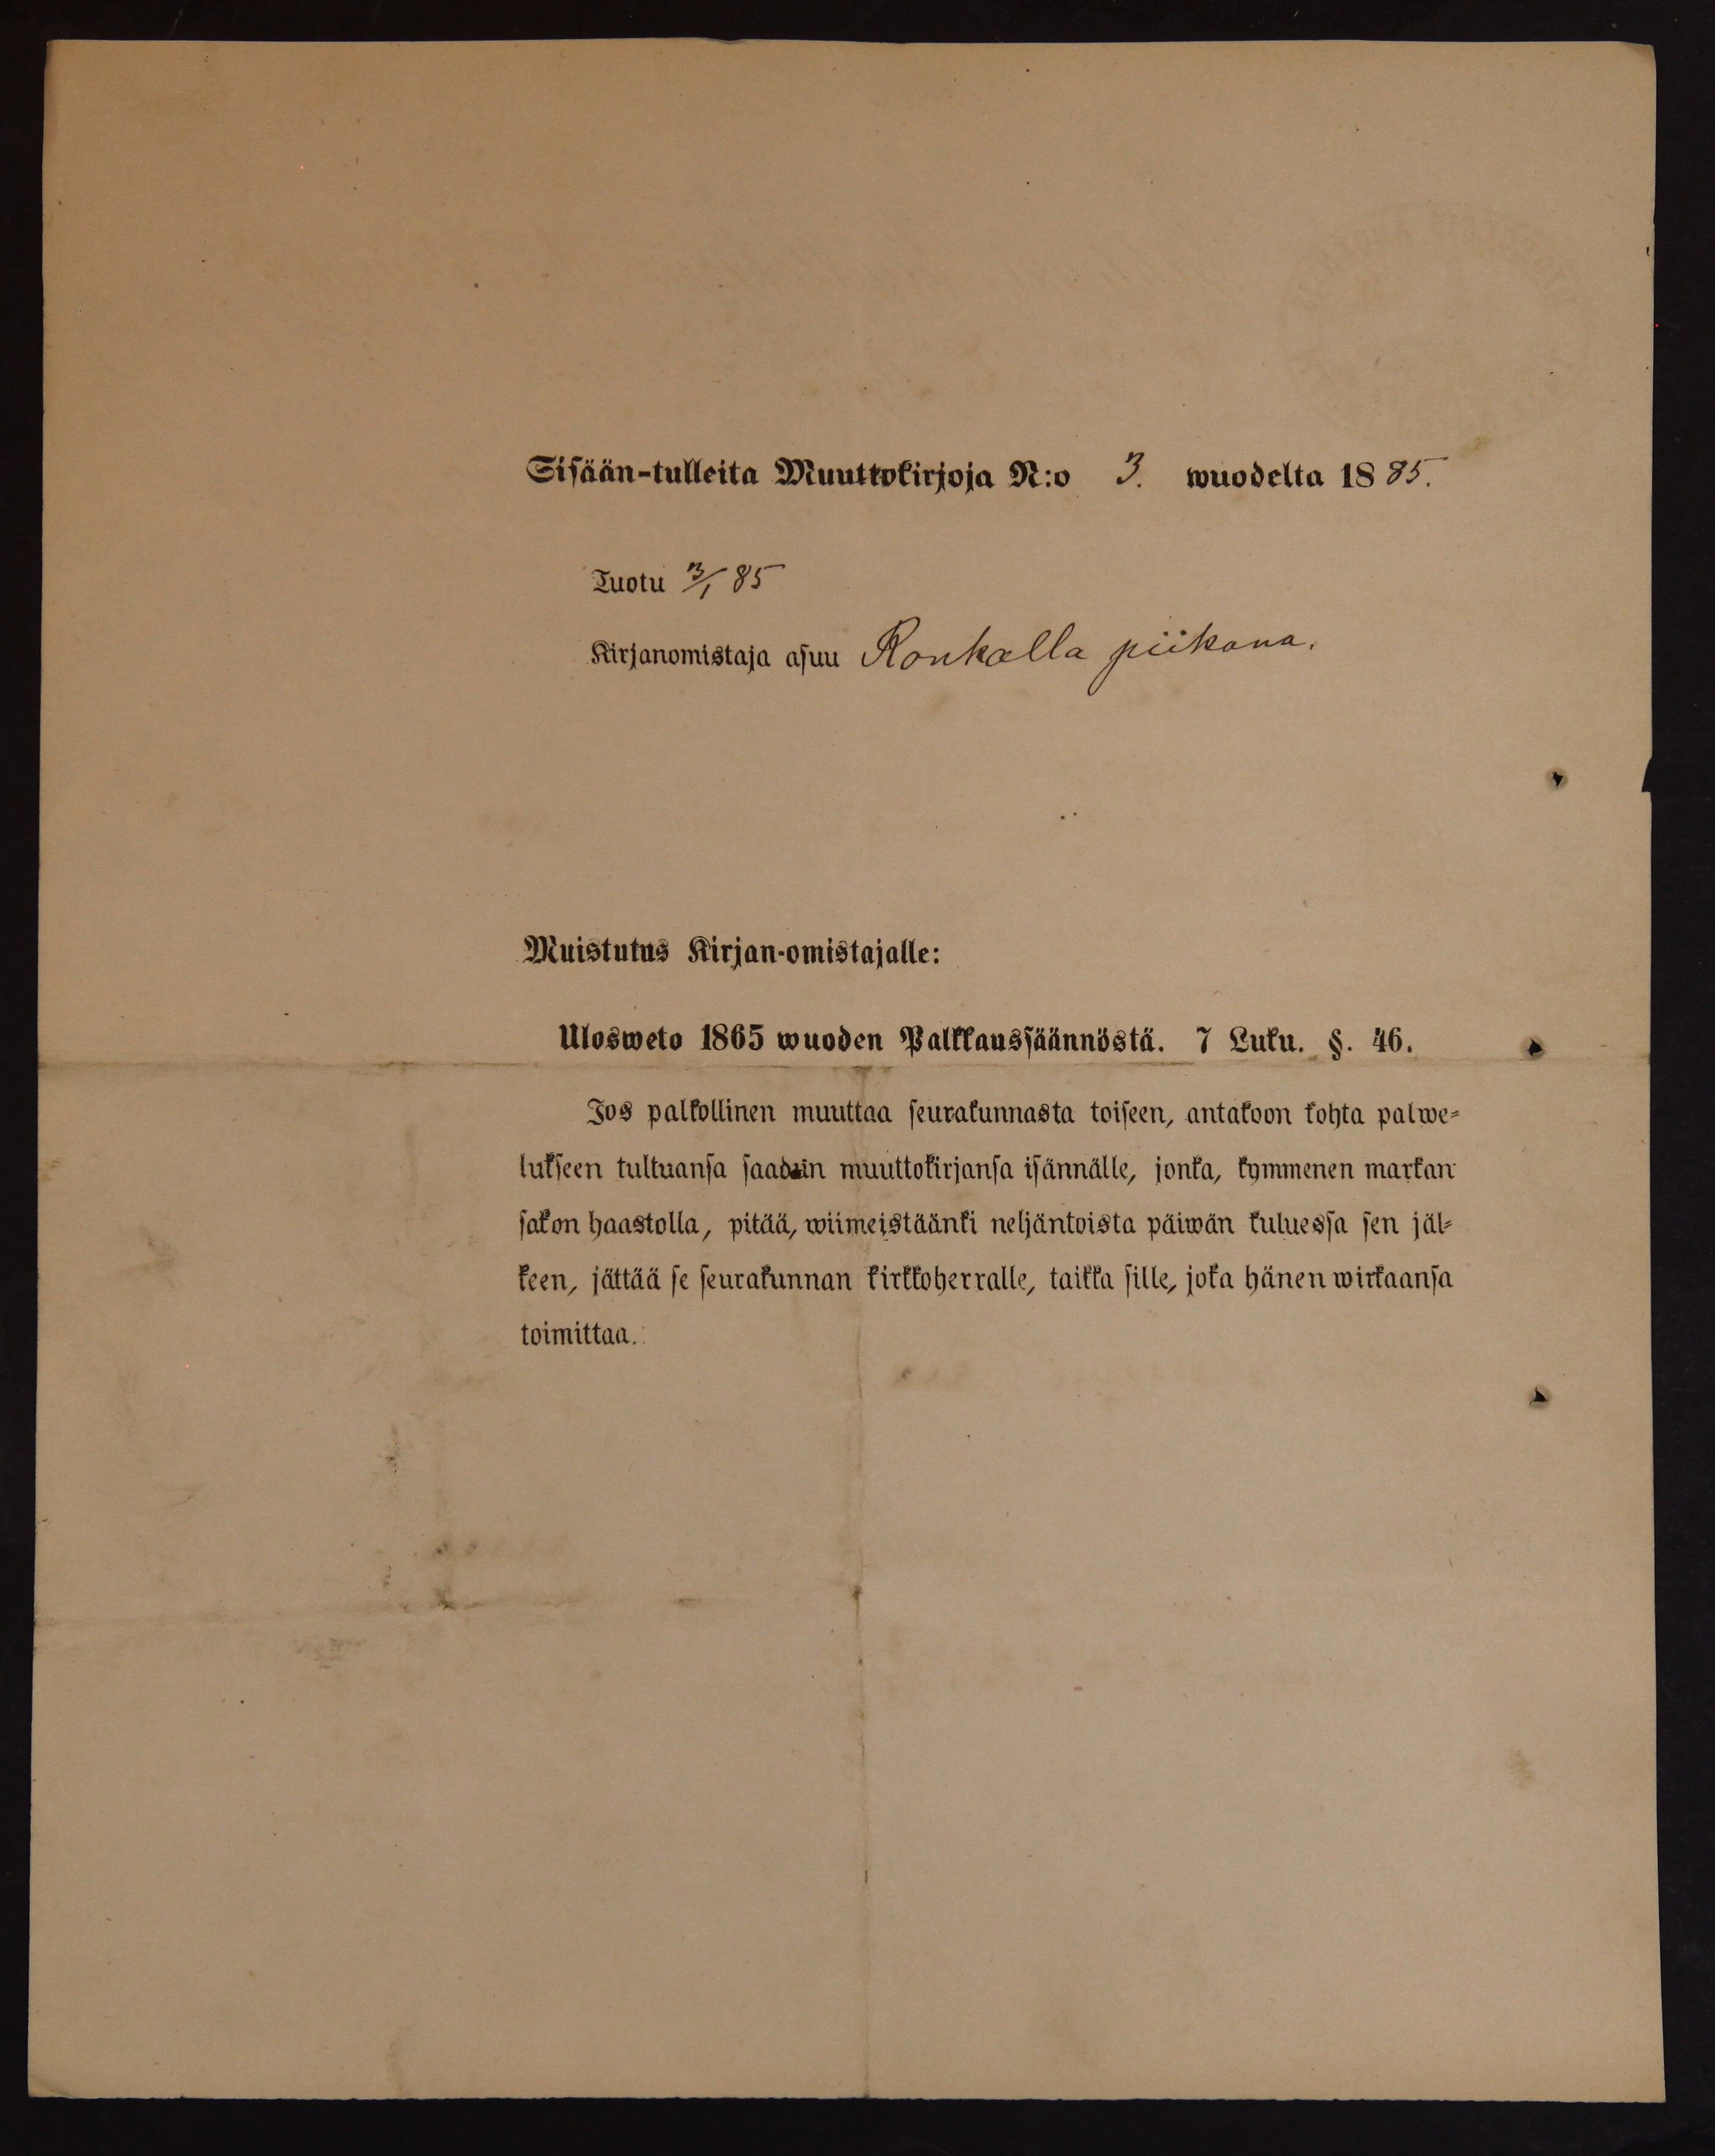 Sisään-tulleita Muuttokirjoja N:o 3. wuodelta 1885.
Tuotu 3/1 85
Kirjanomistaja asuu Ronkalla piikana.
Muistutus Kirjan-omistajalle:
Ulosweto 1865 wuoden Palkkaussäännöstä. 7 Luku. §. 46.
Jos palkollinen muuttaa seurakunnasta toiseen, antakoon kohta palwe-
lukseen tultuansa saadun muuttokirjansa isännälle, jonka, kymmenen markan
sakon haastolla, pitää, wiimeistäänki neljäntoista päiwän kuluessa sen jäl-
keen, jättää se seurakunnan kirkkoherralle, taikka sille, joka hänen wirkaansa
toimittaa.